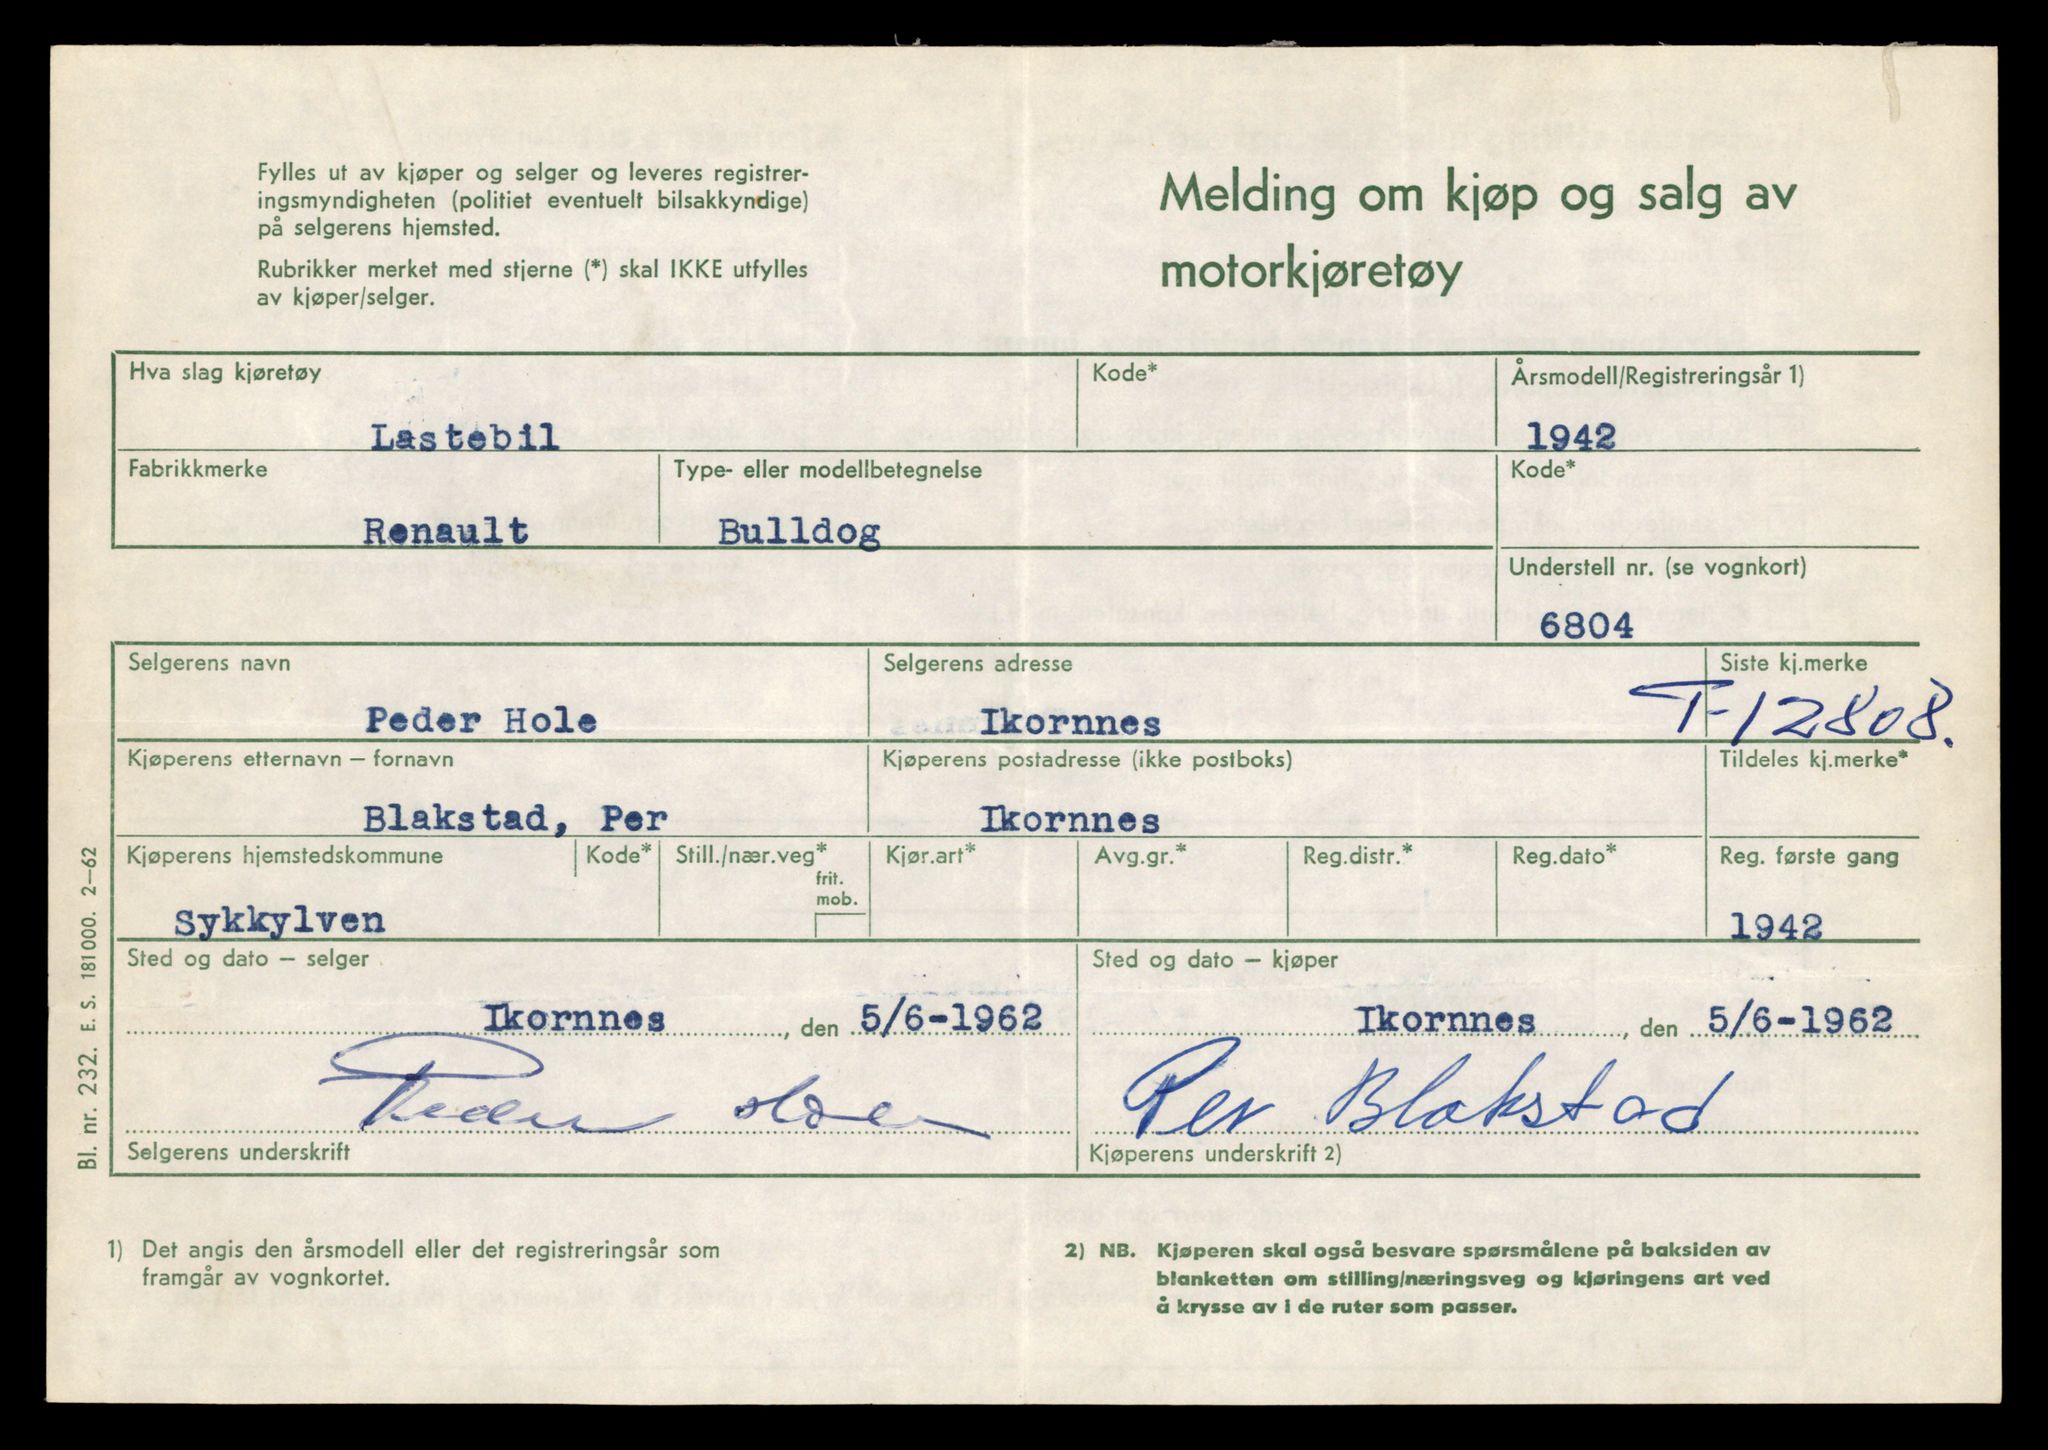 Fylles ut av kjøper og selger og leveres registrer-
ingsmyndigheten (politiet eventuelt bilsakkyndige)
på selgerens hjemsted.
Rubrikker merket med stjerne (*) skal IKKE utfylles
av kjøper/selger.
Melding om kjøp og salg av
motorkjøretøy
Hva slag kjøretøy
Lastebil
Kode*
Årsmodell/Registreringsår 1)
1942
Fabrikkmerke
Renault
Type- eller modellbetegnelse
Bulldog
Kode*
Understell nr. (se vognkort)
6804
Selgerens navn
Peder Hole
Selgerens adresse
Ikornnes
Siste kj.merke
T-12808.
Kjøperens etternavn – fornavn
Blakstad, Per
Kjøperens postadresse (ikke postboks)
Ikornnes
Tildeles kj.merke*
Kjøperens hjemstedskommune
Sykkylven
Kode*
Still./nær.veg*
frit.
mob.
Kjør.art*
Avg.gr.*
Reg.distr.*
Reg.dato*
Reg. første gang
1942
Sted og dato – selger
Ikornnes, den 5/6-1962
Peder
Selgerens underskrift
Sted og dato – kjøper
Ikornnes, den 5/6-1962
Per Blakstad
Kjøperens underskrift 2)
1) Det angis den årsmodell eller det registreringsår som
framgår av vognkortet.
2) NB. Kjøperen skal også besvare spørsmålene på baksiden av
blanketten om stilling/næringsveg og kjøringens art ved
å krysse av i de ruter som passer.
Bl. nr. 232. E. S. 181 000. 2–62